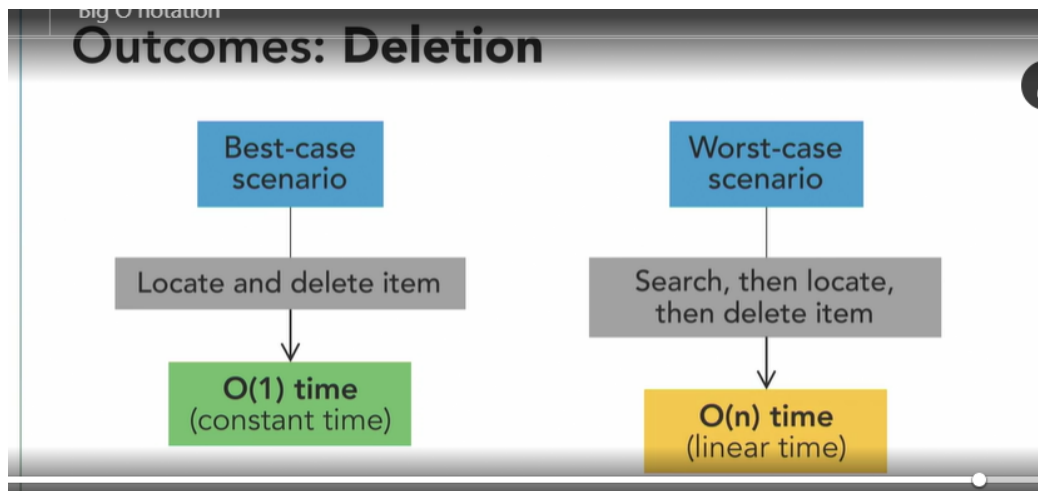 Big O notation
Outcomes: Deletion
Best-case
scenario
Locate and delete item
O(1) time
(constant time)
Worst-case
scenario
Search, then locate,
then delete item
O(n) time
(linear time)